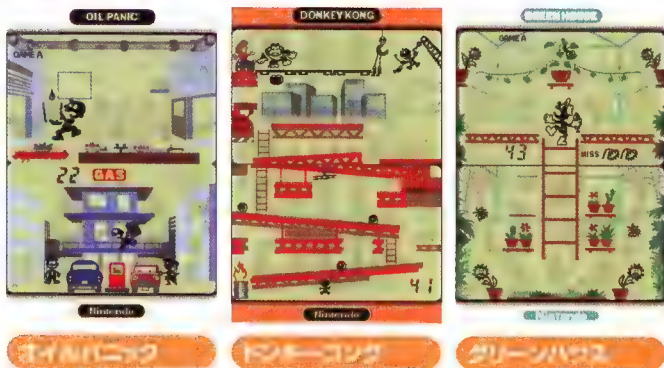 OIL PANIC
GAME A
22 GAS
Nintendo
オイルパニック
DONKEY KONG
41
Nintendo
ドンキーコング
GAME A
43
MISS
グリーンハウス